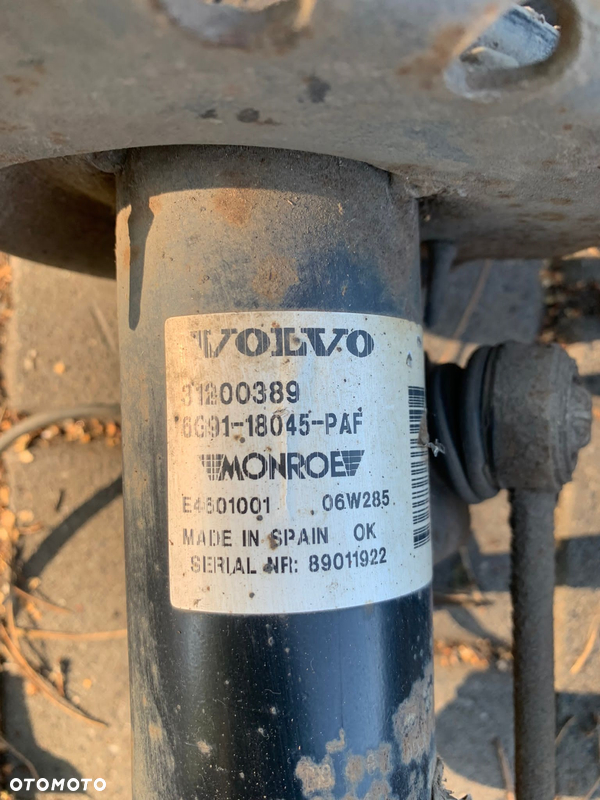 VOLVO
31200389
6G91-18045-PAF
MONROE
E4601001 06W285
MADE IN SPAIN OK
SERIAL NR: 89011922
OTOMOTO